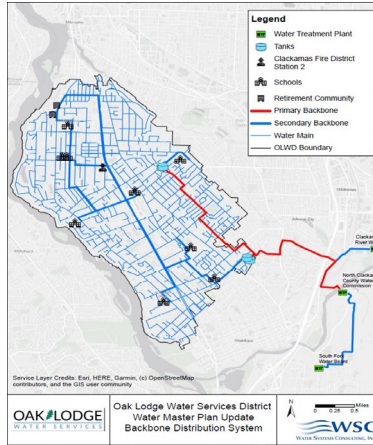 Legend
Water Treatment Plant
Tanks
Clackamas Fire District
Station 2
Schools
Retirement Community
Primary Backbone
Secondary Backbone
Water Main
OLWD Boundary
Clackam
River W
North Clacka
County Water
Commission
South Fork
Water Board
Service Layer Credits: Esri, HERE, Garmin, (c) OpenStreetMap
contributors, and the GIS user community
OAK LODGE
WATER SERVICES
Oak Lodge Water Services District
Water Master Plan Update
Backbone Distribution System
N
0 0.25 0.5
Miles
WSC
WATER SYSTEMS CONSULTING, INC